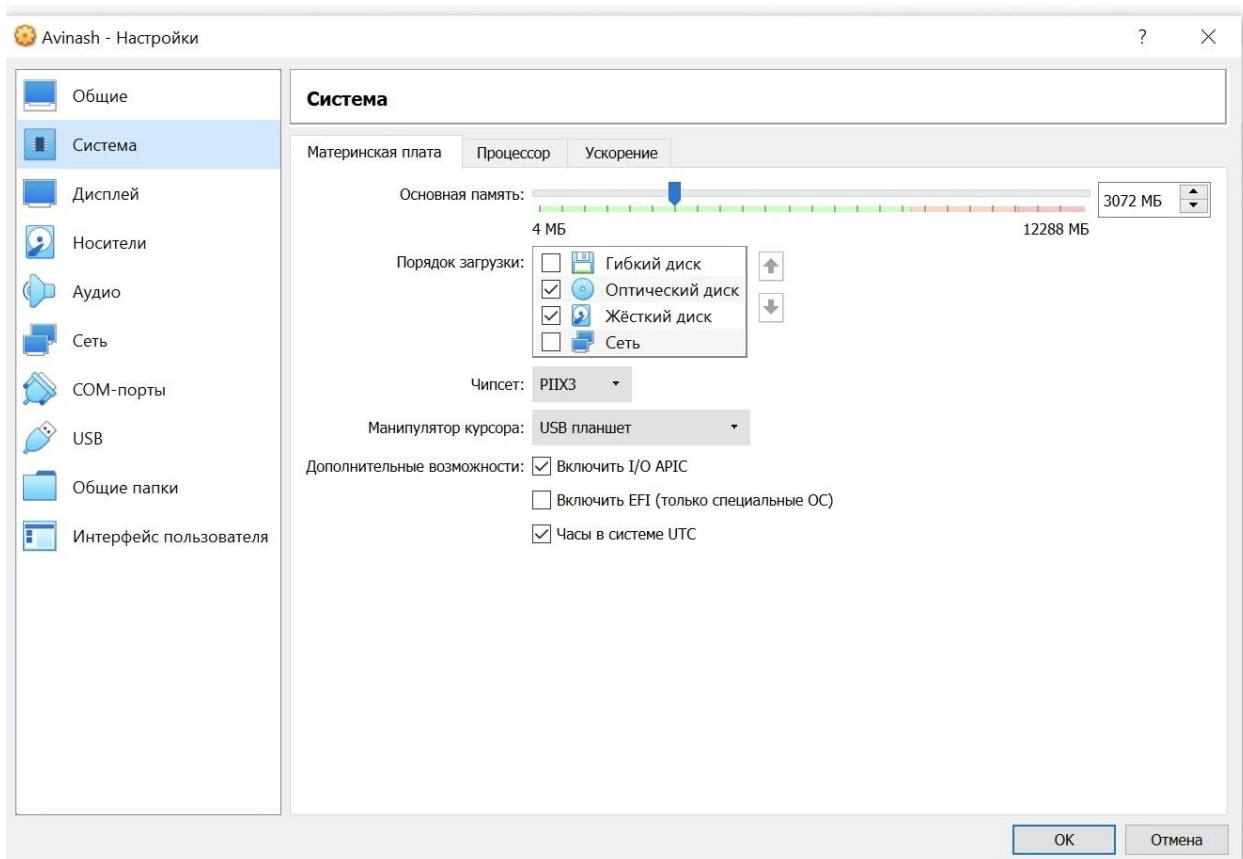 Avinash - Настройки
?
Общие
Система
Дисплей
Носители
Аудио
Сеть
COM-порты
USB
Общие папки
Интерфейс пользователя
Система
Материнская плата Процессор Ускорение
Основная память: 3072 МБ
4 МБ 12288 МБ
Порядок загрузки: Гибкий диск
Оптический диск
Жёсткий диск
Сеть
Чипсет: PIIX3
Манипулятор курсора: USB планшет
Дополнительные возможности: Включить I/O APIC
Включить EFI (только специальные ОС)
Часы в системе UTC
OK Отмена